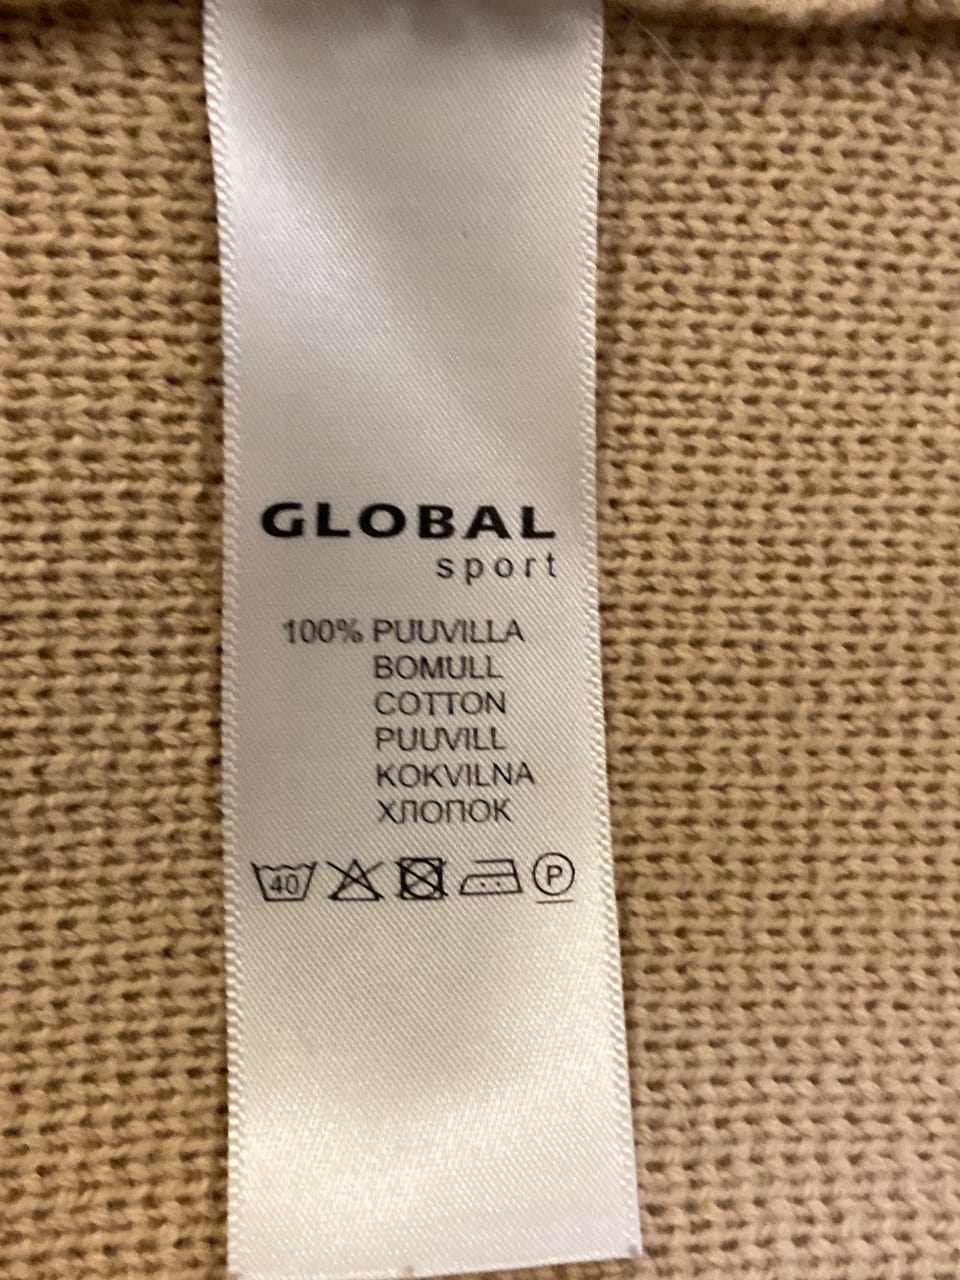 GLOBAL
sport
100% PUUVILLA
BOMULL
COTTON
PUUVILL
KOKVILNA
ХЛОПОК
40 P